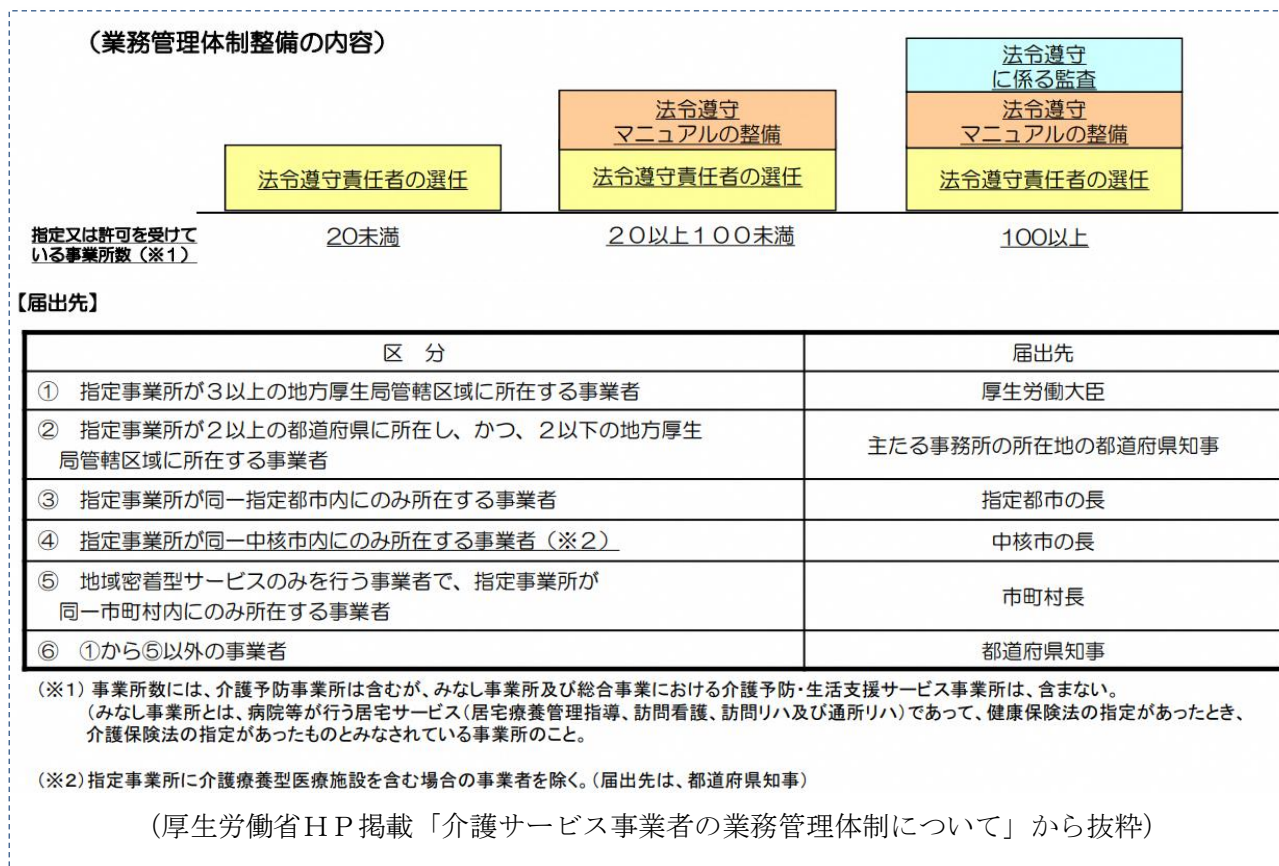 （業務管理体制整備の内容）
法令遵守
に係る監査
法令遵守
マニュアルの整備
法令遵守
マニュアルの整備
法令遵守責任者の選任
法令遵守責任者の選任
法令遵守責任者の選任
指定又は許可を受けて
いる事業所数（※１）
20未満
２０以上１００未満
100以上
【届出先】
区　分
届出先
①　指定事業所が３以上の地方厚生局管轄区域に所在する事業者
厚生労働大臣
②　指定事業所が２以上の都道府県に所在し、かつ、２以下の地方厚生
局管轄区域に所在する事業者
主たる事務所の所在地の都道府県知事
③　指定事業所が同一指定都市内にのみ所在する事業者
指定都市の長
④　指定事業所が同一中核市内にのみ所在する事業者（※２）
中核市の長
⑤　地域密着型サービスのみを行う事業者で、指定事業所が
同一市町村内にのみ所在する事業者
市町村長
⑥　①から⑤以外の事業者
都道府県知事
（※１）事業所数には、介護予防事業所は含むが、みなし事業所及び総合事業における介護予防・生活支援サービス事業所は、含まない。
（みなし事業所とは、病院等が行う居宅サービス（居宅療養管理指導、訪問看護、訪問リハ及び通所リハ）であって、健康保険法の指定があったとき、
介護保険法の指定があったものとみなされている事業所のこと。
（※２）指定事業所に介護療養型医療施設を含む場合の事業者を除く。（届出先は、都道府県知事）
（厚生労働省ＨＰ掲載「介護サービス事業者の業務管理体制について」から抜粋）